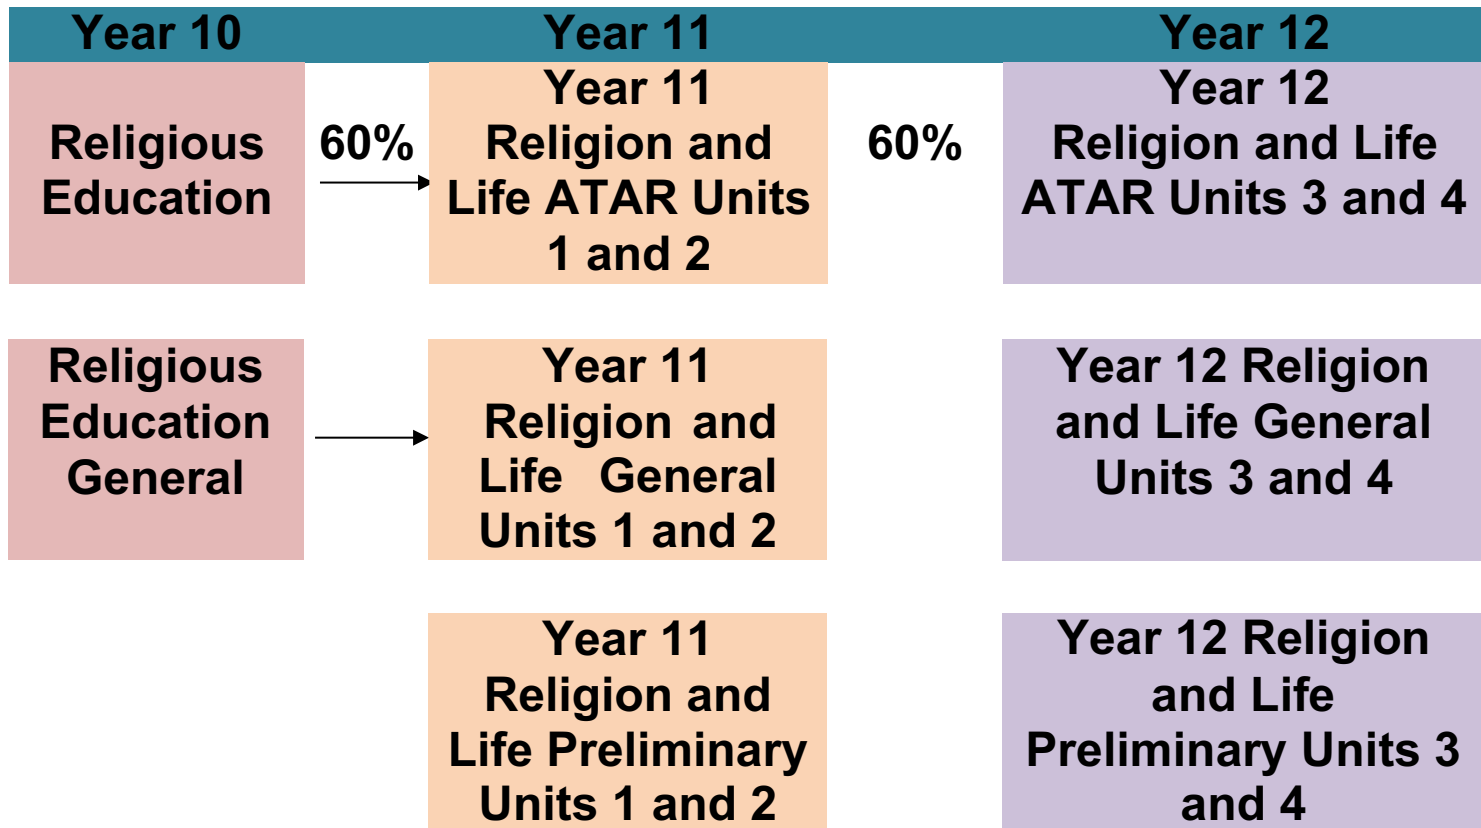 Year 10
Year 11
Year 12
Religious
Education
60%
Year 11
Religion and
Life ATAR Units
1 and 2
60%
Year 12
Religion and Life
ATAR Units 3 and 4
Religious
Education
General
Year 11
Religion and
Life General
Units 1 and 2
Year 12 Religion
and Life General
Units 3 and 4
Year 11
Religion and
Life Preliminary
Units 1 and 2
Year 12 Religion
and Life
Preliminary Units 3
and 4